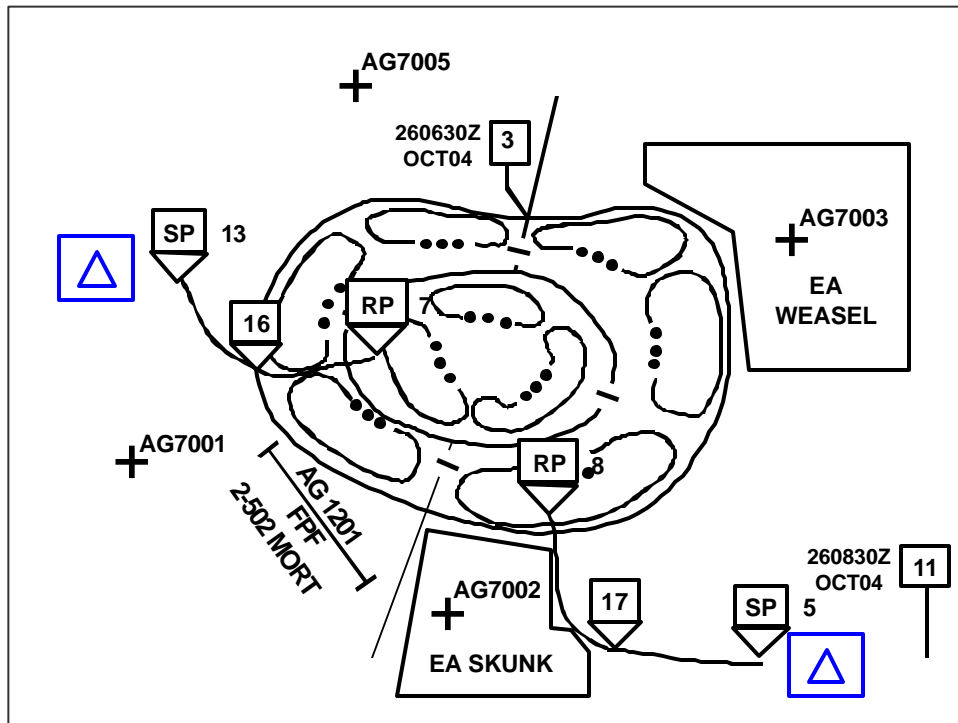 AG7005
260630Z
OCT04
3
SP 13
AG7003
EA
WEASEL
16
RP 7
AG7001
RP 8
AG 1201
FPF
2-502 MORT
260830Z
OCT04
11
AG7002
17
SP 5
EA SKUNK